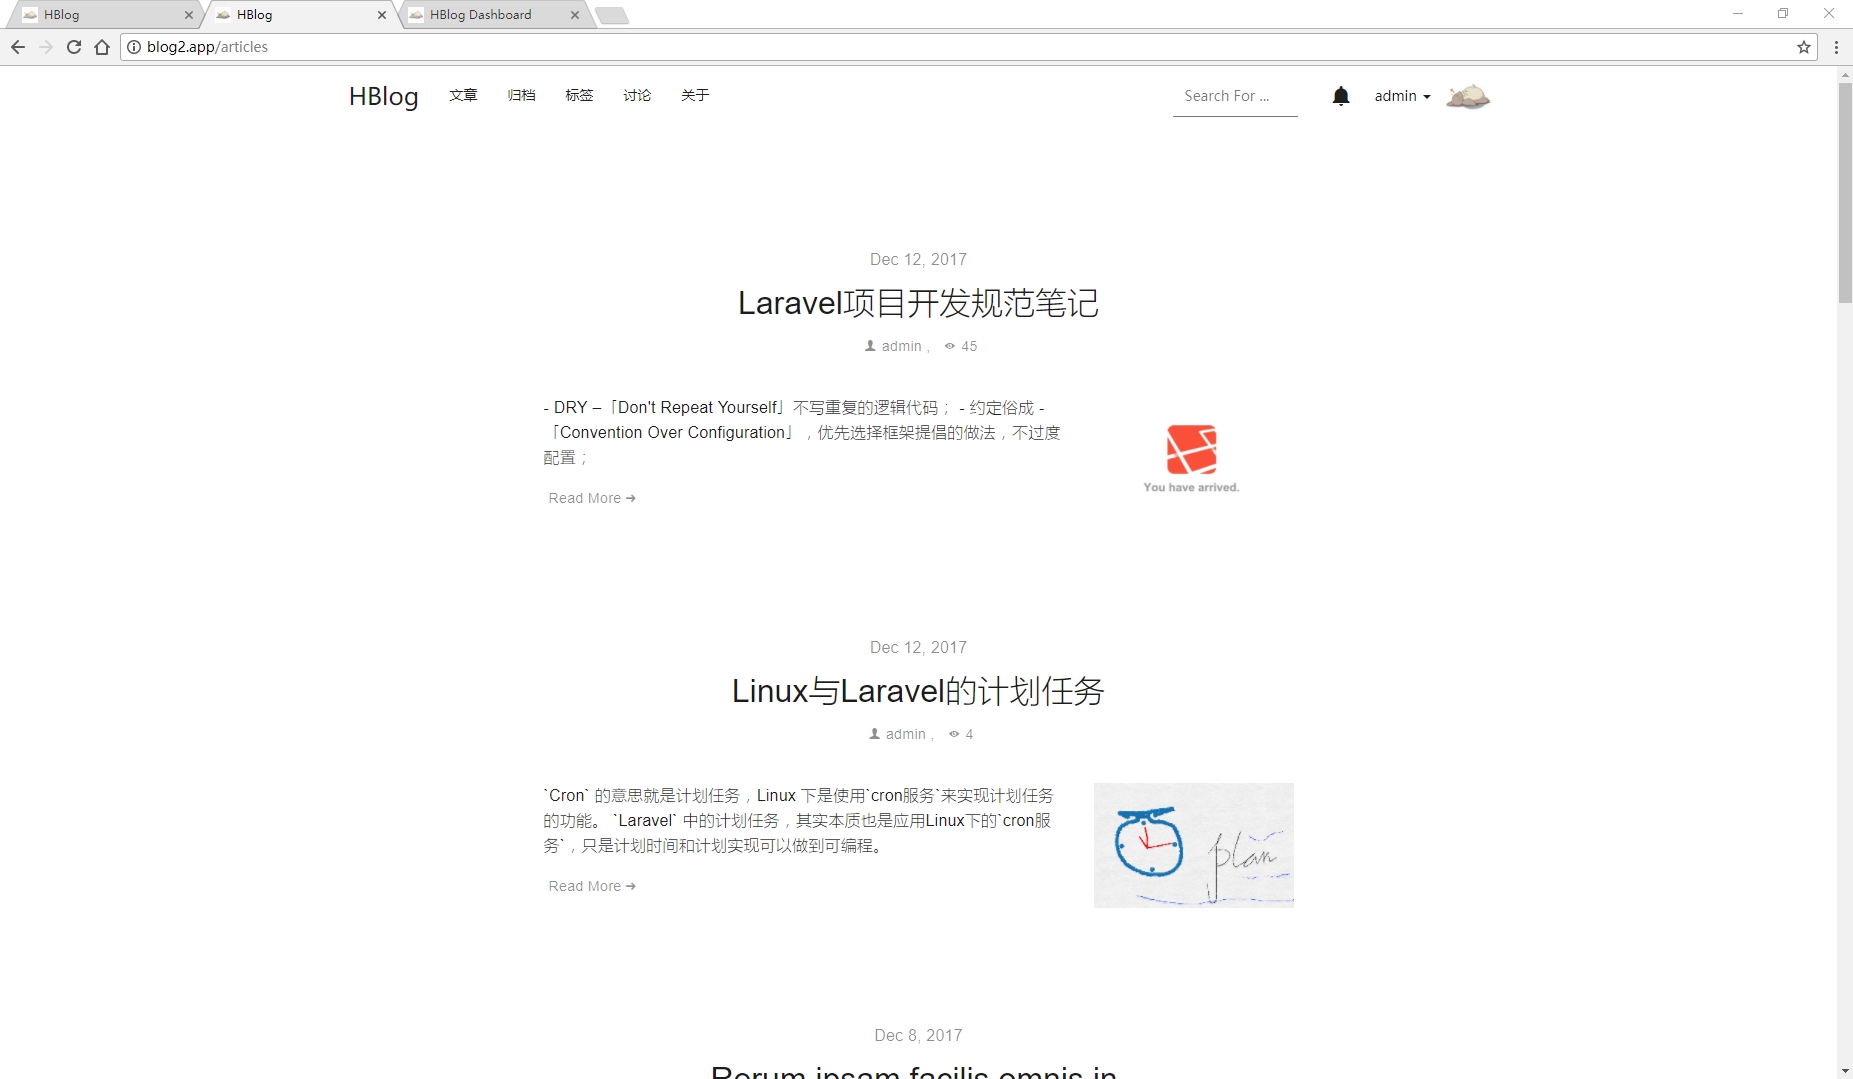 HBlog
HBlog
HBlog Dashboard
blog2.app/articles
HBlog 文章 归档 标签 讨论 关于 Search For ... admin
Dec 12, 2017
Laravel项目开发规范笔记
admin , 45
- DRY –「Don't Repeat Yourself」不写重复的逻辑代码； - 约定俗成 -
「Convention Over Configuration」，优先选择框架提倡的做法，不过度
配置；
You have arrived.
Read More →
Dec 12, 2017
Linux与Laravel的计划任务
admin , 4
`Cron` 的意思就是计划任务，Linux 下是使用`cron服务`来实现计划任务
的功能。 `Laravel` 中的计划任务，其实本质也是应用Linux下的`cron服
务`，只是计划时间和计划实现可以做到可编程。
plan
Read More →
Dec 8, 2017
Rerum ipsam facilis omnis in